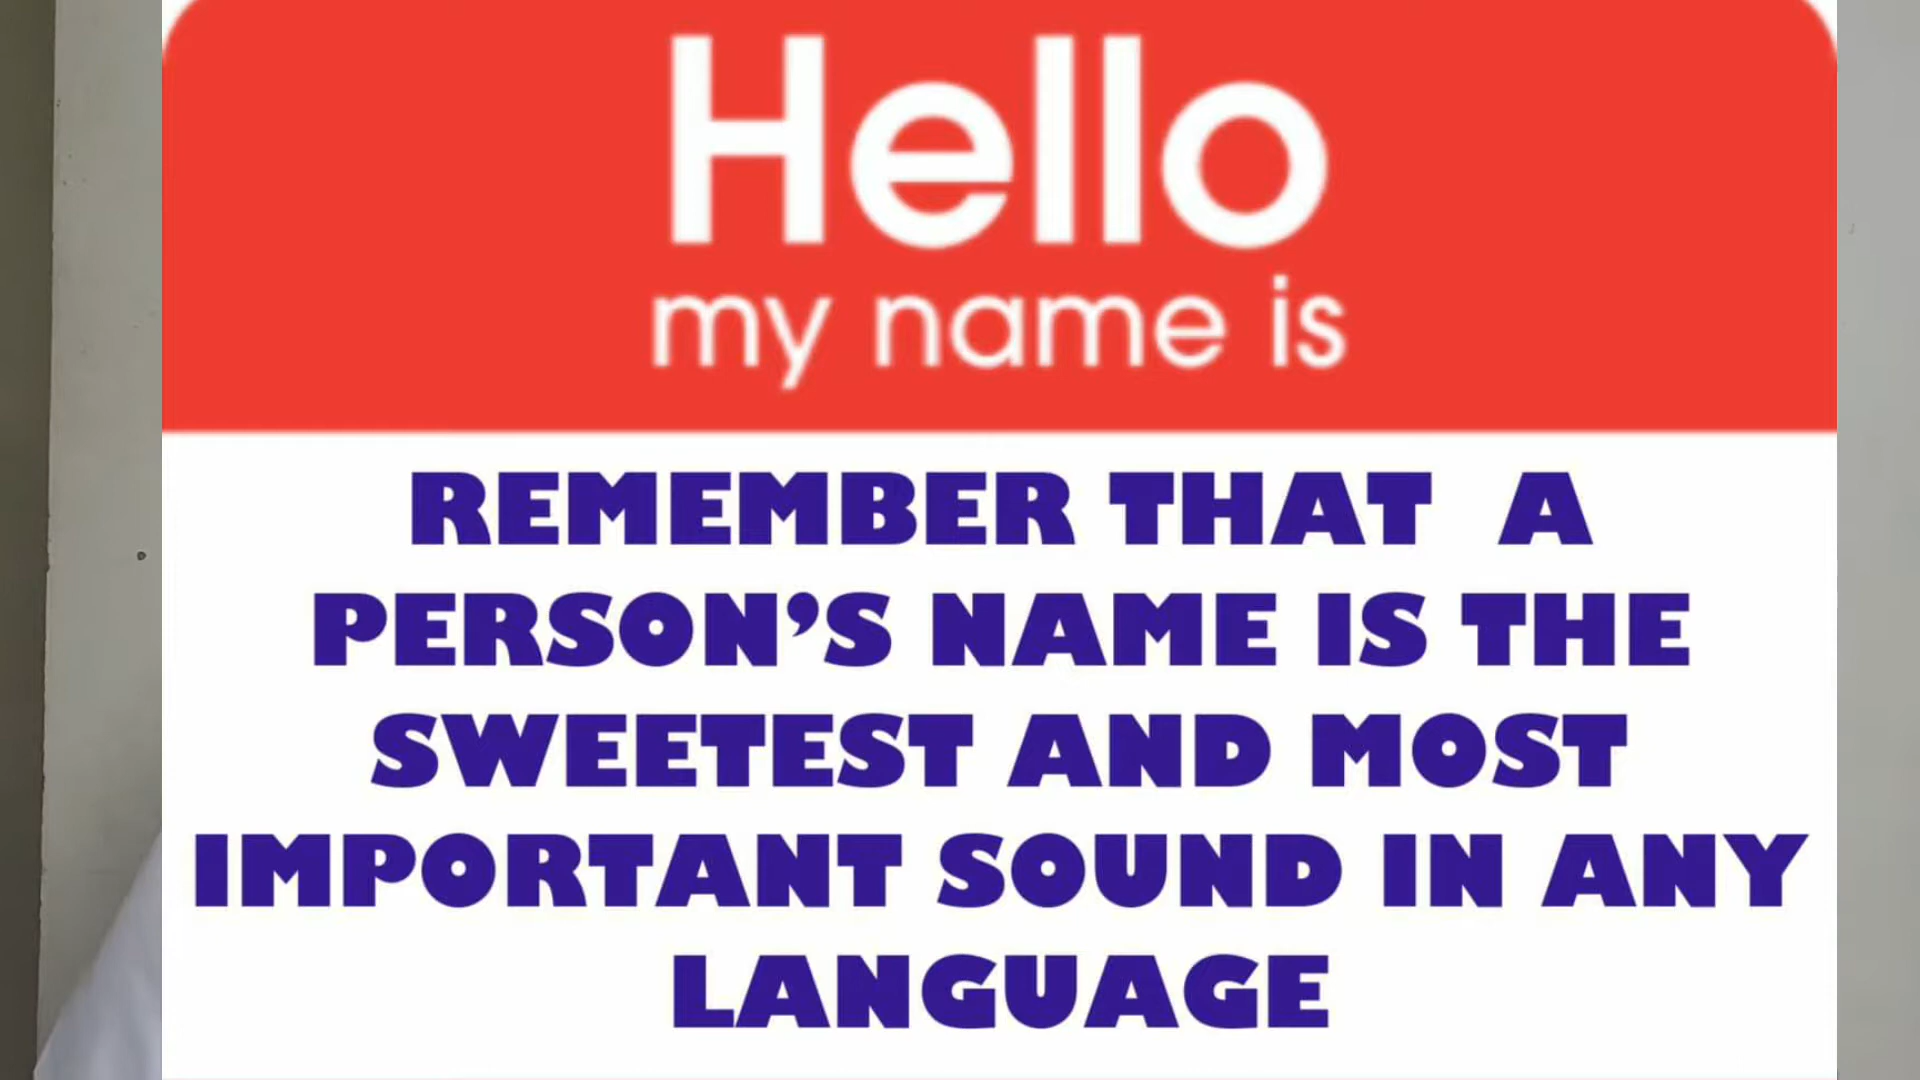 Hello
my name is
REMEMBER THAT A
PERSON’S NAME IS THE
SWEETEST AND MOST
IMPORTANT SOUND IN ANY
LANGUAGE